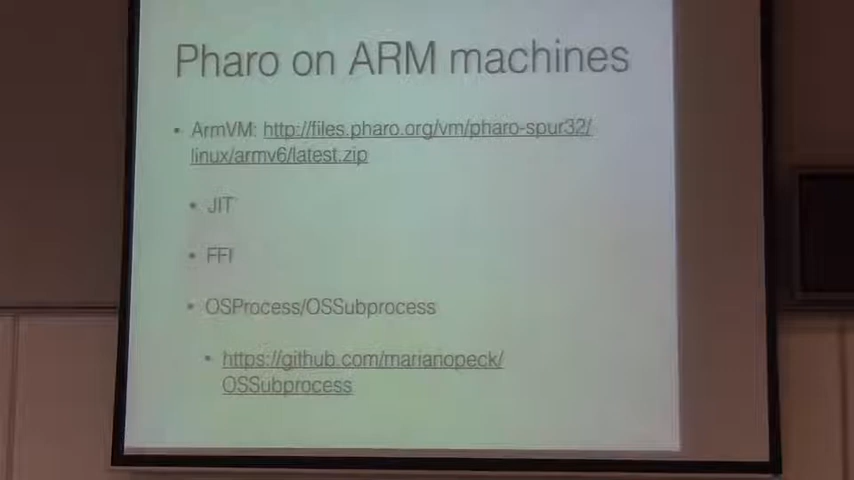 Pharo on ARM machines
• ArmVM: http://files.pharo.org/vm/pharo-spur32/
linux/armv6/latest.zip
• JIT
• FFI
• OSProcess/OSSubprocess
• https://github.com/marianopeck/
OSSubprocess